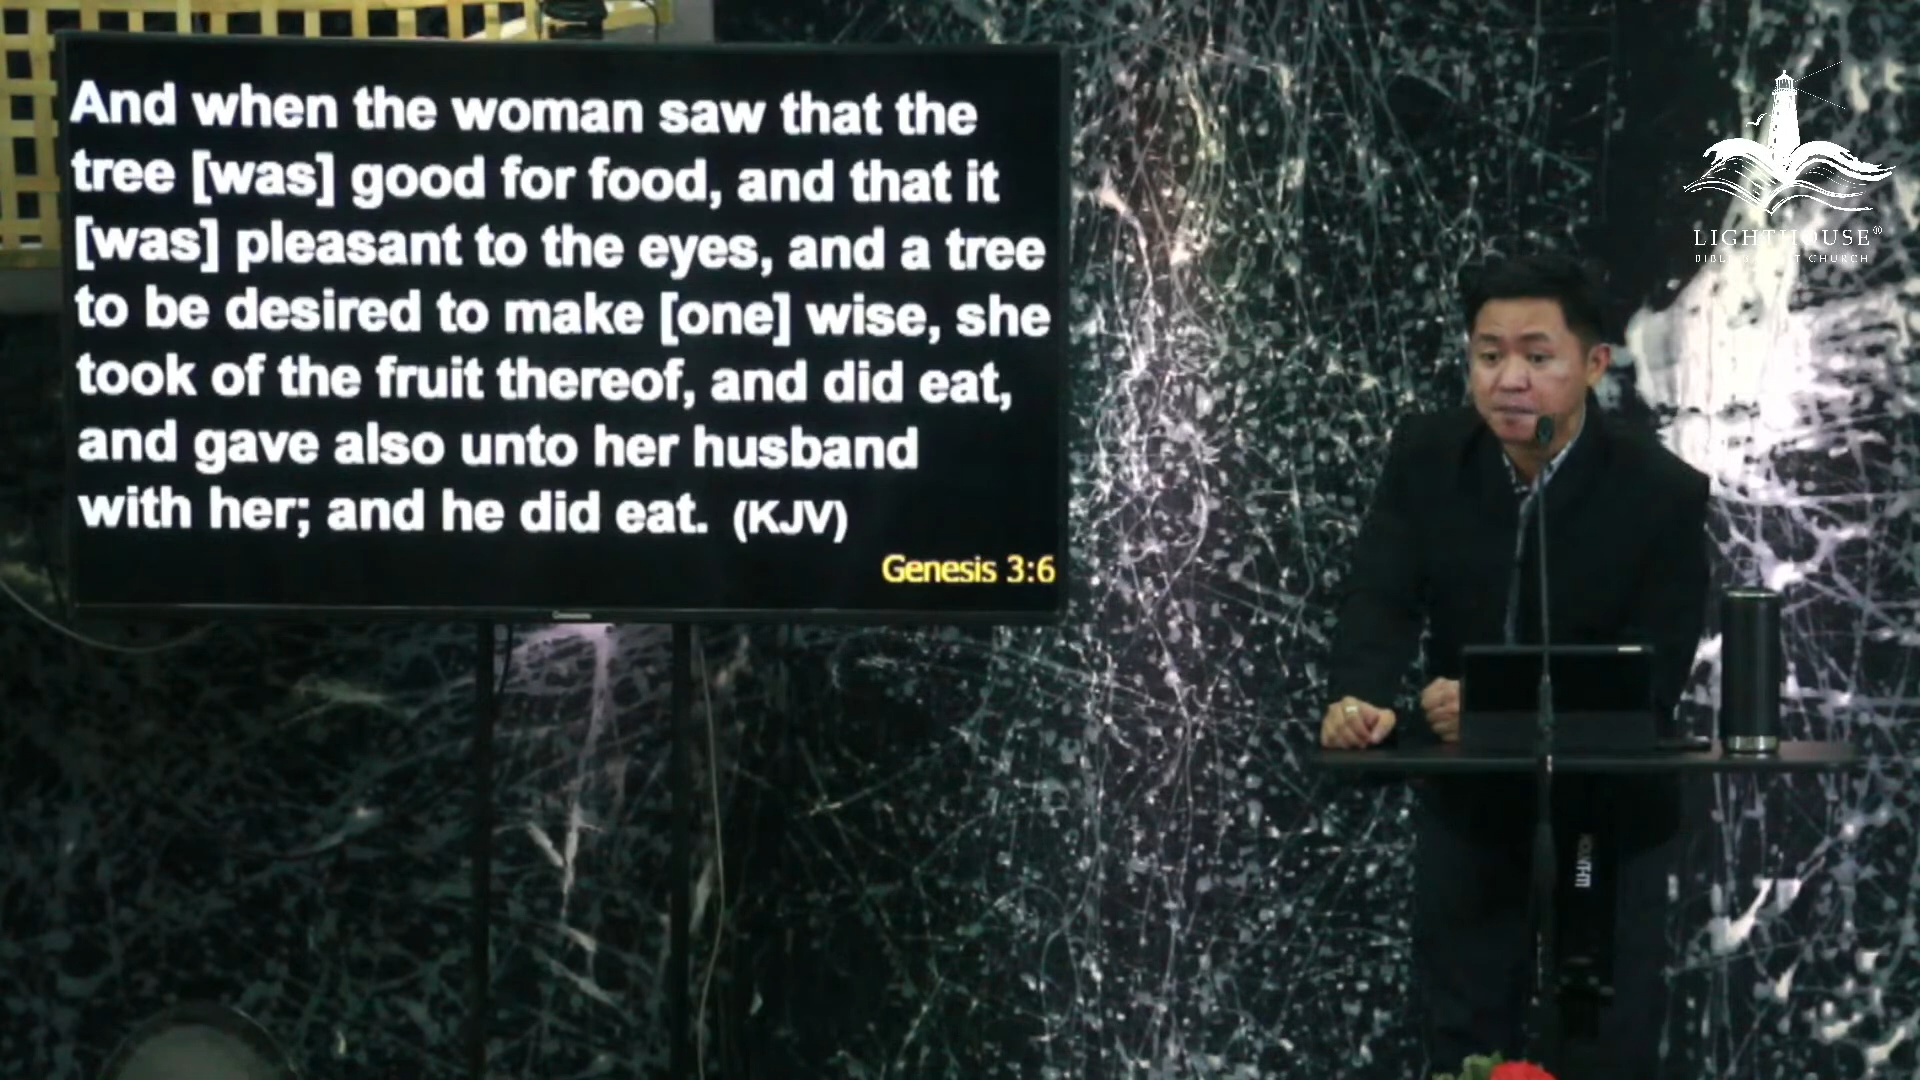 And when the woman saw that the
tree [was] good for food, and that it
[was] pleasant to the eyes, and a tree
to be desired to make [one] wise, she
took of the fruit thereof, and did eat,
and gave also unto her husband
with her; and he did eat. (KJV)
Genesis 3:6
LIGHTHOUSE®
CHURCH